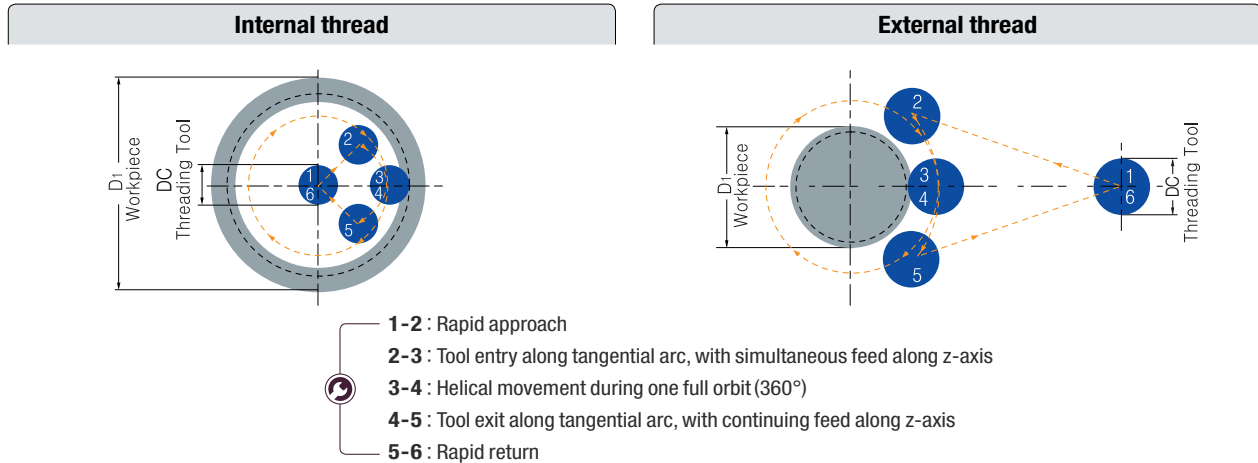 Internal thread
External thread
D1
Workpiece
DC
Threading Tool
1
6
2
3
4
5
D1
Workpiece
2
3
4
5
1
6
DC
Threading Tool
1-2 : Rapid approach
2-3 : Tool entry along tangential arc, with simultaneous feed along z-axis
3-4 : Helical movement during one full orbit (360°)
4-5 : Tool exit along tangential arc, with continuing feed along z-axis
5-6 : Rapid return